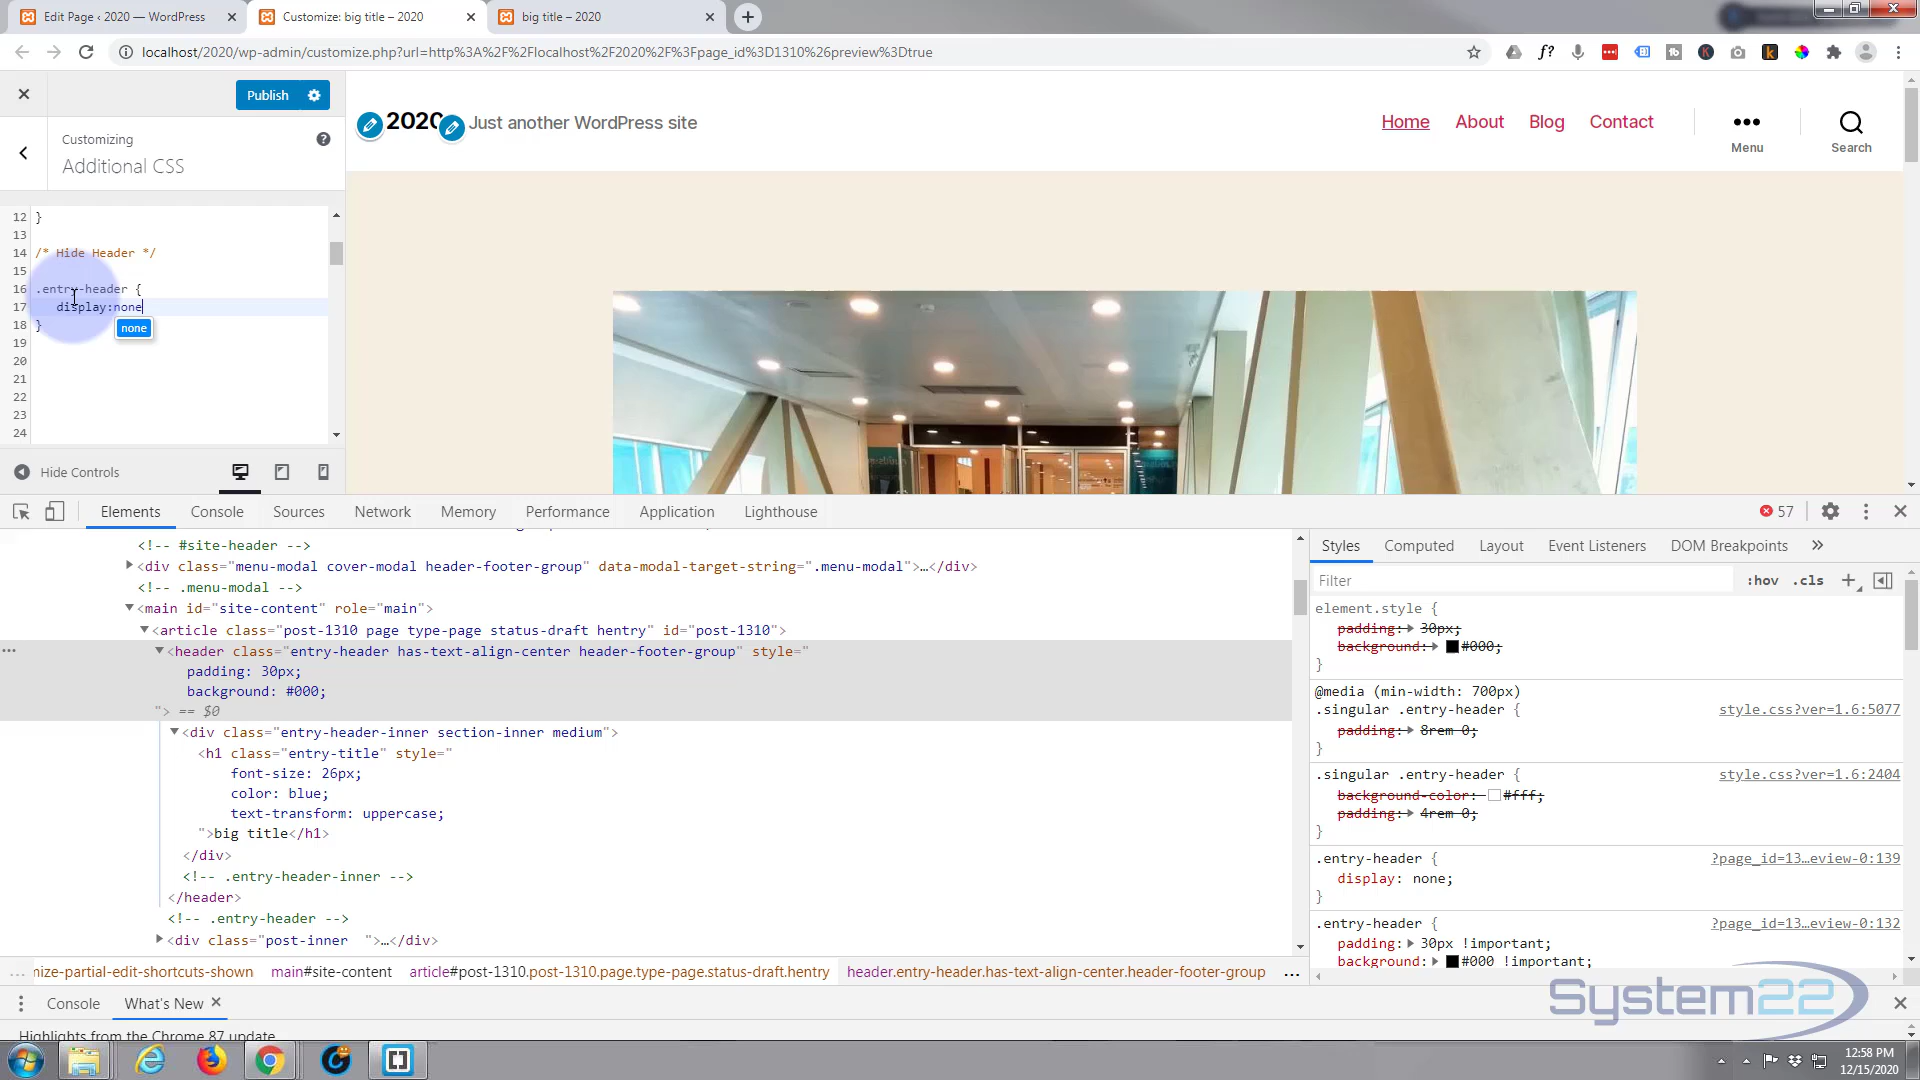 Edit Page ‹ 2020 — WordPress
Customize: big title – 2020
big title – 2020
localhost/2020/wp-admin/customize.php?url=http%3A%2F%2Flocalhost%2F2020%2F%3Fpage_id%3D1310%26preview%3Dtrue
Publish
Customizing
Additional CSS
2020
Just another WordPress site
Home
About
Blog
Contact
Menu
Search
12 }
13
14 /* Hide Header */
15
16 .entry-header {
17 display:none
18 }
none
19
20
21
22
23
24
Hide Controls
Elements
Console
Sources
Network
Memory
Performance
Application
Lighthouse
57
<!-- #site-header -->
<div class="menu-modal cover-modal header-footer-group" data-modal-target-string=".menu-modal">…</div>
<!-- .menu-modal -->
<main id="site-content" role="main">
<article class="post-1310 page type-page status-draft hentry" id="post-1310">
<header class="entry-header has-text-align-center header-footer-group" style="
padding: 30px;
background: #000;
"> == $0
<div class="entry-header-inner section-inner medium">
<h1 class="entry-title" style="
font-size: 26px;
color: blue;
text-transform: uppercase;
">big title</h1>
</div>
<!-- .entry-header-inner -->
</header>
<!-- .entry-header -->
<div class="post-inner ">…</div>
... mize-partial-edit-shortcuts-shown main#site-content article#post-1310.post-1310.page.type-page.status-draft.hentry header.entry-header.has-text-align-center.header-footer-group ...
Styles
Computed
Layout
Event Listeners
DOM Breakpoints
Filter
:hov .cls
element.style {
padding: 30px;
background: #000;
}
@media (min-width: 700px)
.singular .entry-header {
style.css?ver=1.6:5077
padding: 8rem 0;
}
.singular .entry-header {
style.css?ver=1.6:2404
background-color: #fff;
padding: 4rem 0;
}
.entry-header {
?page_id=13…eview-0:139
display: none;
}
.entry-header {
?page_id=13…eview-0:132
padding: 30px !important;
background: #000 !important;
Console
What's New
Highlights from the Chrome 87 update
System22
12:58 PM
12/15/2020